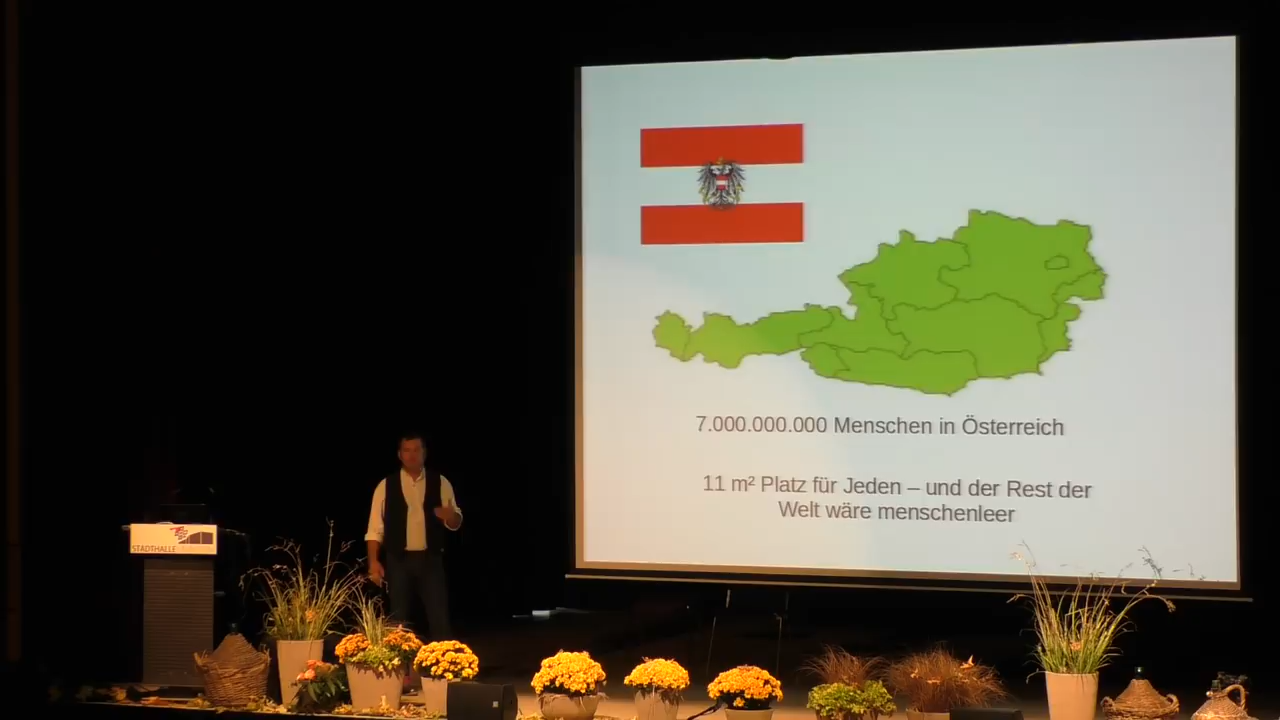 7.000.000.000 Menschen in Österreich
11 m² Platz für Jeden – und der Rest der
Welt wäre menschenleer
STADTHALLE